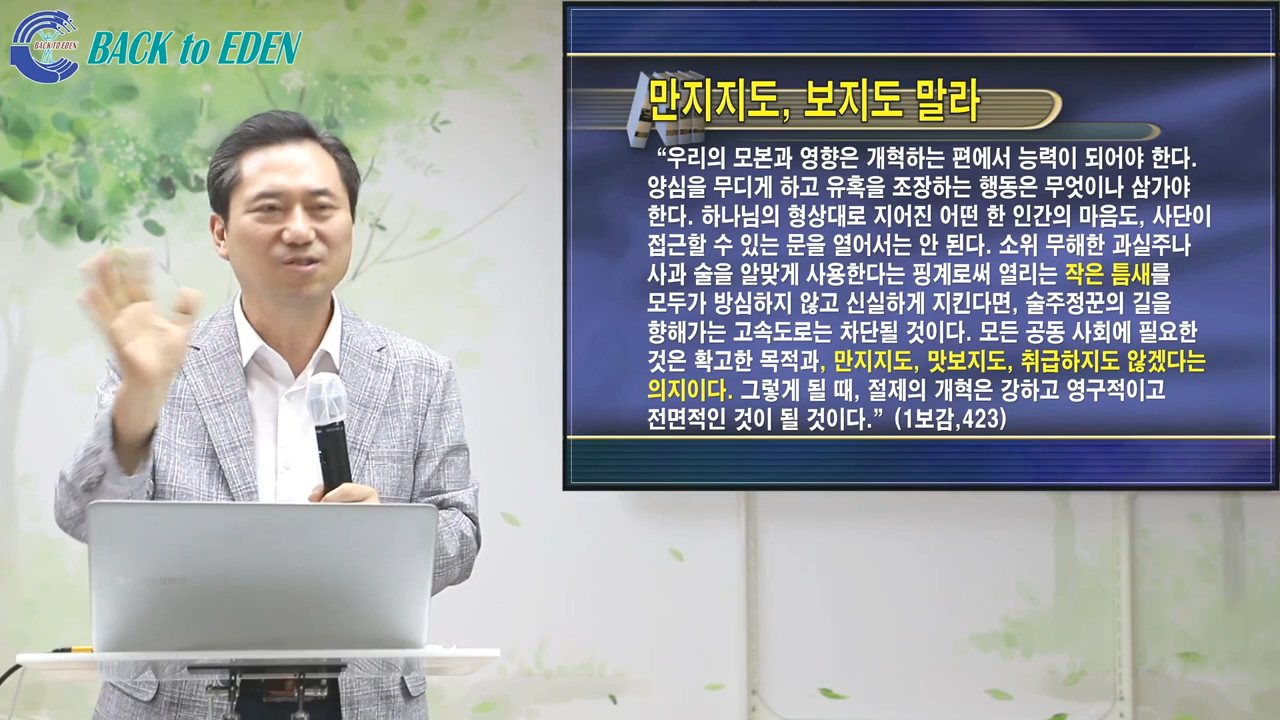 BACK TO EDEN
BACK to EDEN
만지지도, 보지도 말라
“우리의 모본과 영향은 개혁하는 편에서 능력이 되어야 한다.
양심을 무디게 하고 유혹을 조장하는 행동은 무엇이나 삼가야
한다. 하나님의 형상대로 지어진 어떤 한 인간의 마음도, 사단이
접근할 수 있는 문을 열어서는 안 된다. 소위 무해한 과실주나
사과 술을 알맞게 사용한다는 핑계로써 열리는 작은 틈새를
모두가 방심하지 않고 신실하게 지킨다면, 술주정꾼의 길을
향해가는 고속도로는 차단될 것이다. 모든 공동 사회에 필요한
것은 확고한 목적과, 만지지도, 맛보지도, 취급하지도 않겠다는
의지이다. 그렇게 될 때, 절제의 개혁은 강하고 영구적이고
전면적인 것이 될 것이다.” (1보감,423)